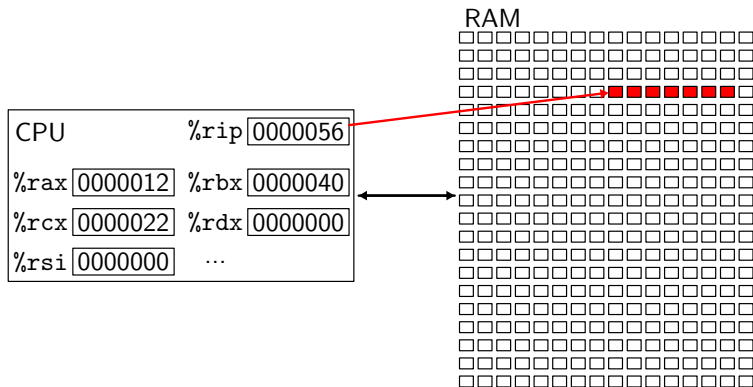 RAM
CPU %rip 0000056
%rax 0000012 %rbx 0000040
%rcx 0000022 %rdx 0000000
%rsi 0000000 ...